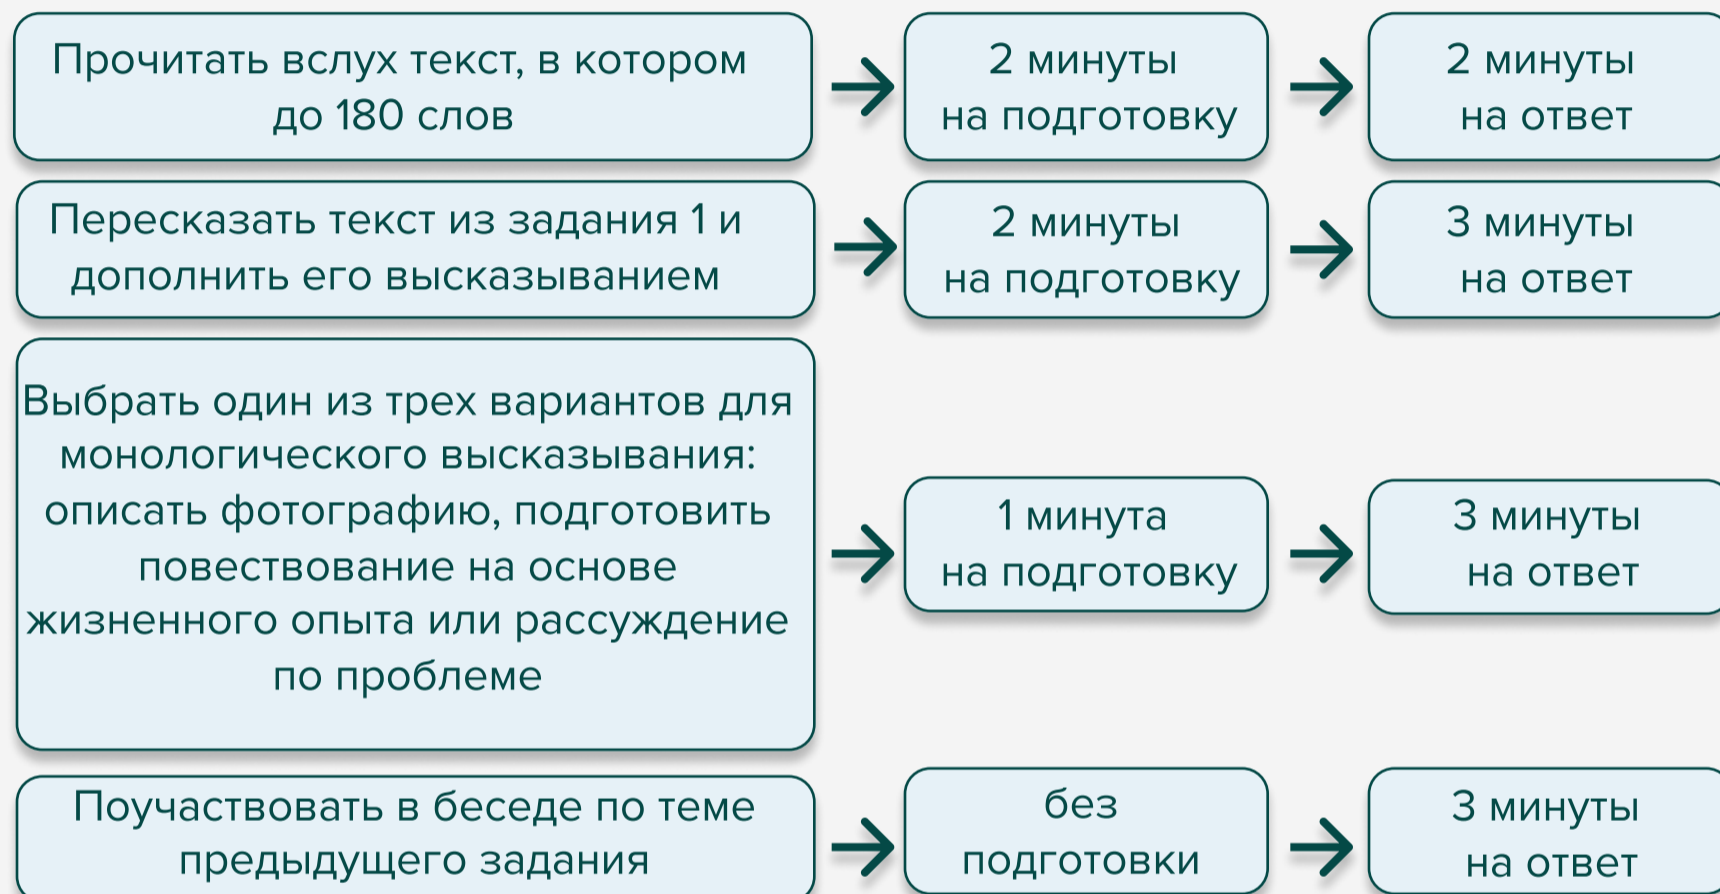 Прочитать вслух текст, в котором
до 180 слов
2 минуты
на подготовку
2 минуты
на ответ
Пересказать текст из задания 1 и
дополнить его высказыванием
2 минуты
на подготовку
3 минуты
на ответ
Выбрать один из трех вариантов для
монологического высказывания:
описать фотографию, подготовить
повествование на основе
жизненного опыта или рассуждение
по проблеме
1 минута
на подготовку
3 минуты
на ответ
Поучаствовать в беседе по теме
предыдущего задания
без
подготовки
3 минуты
на ответ